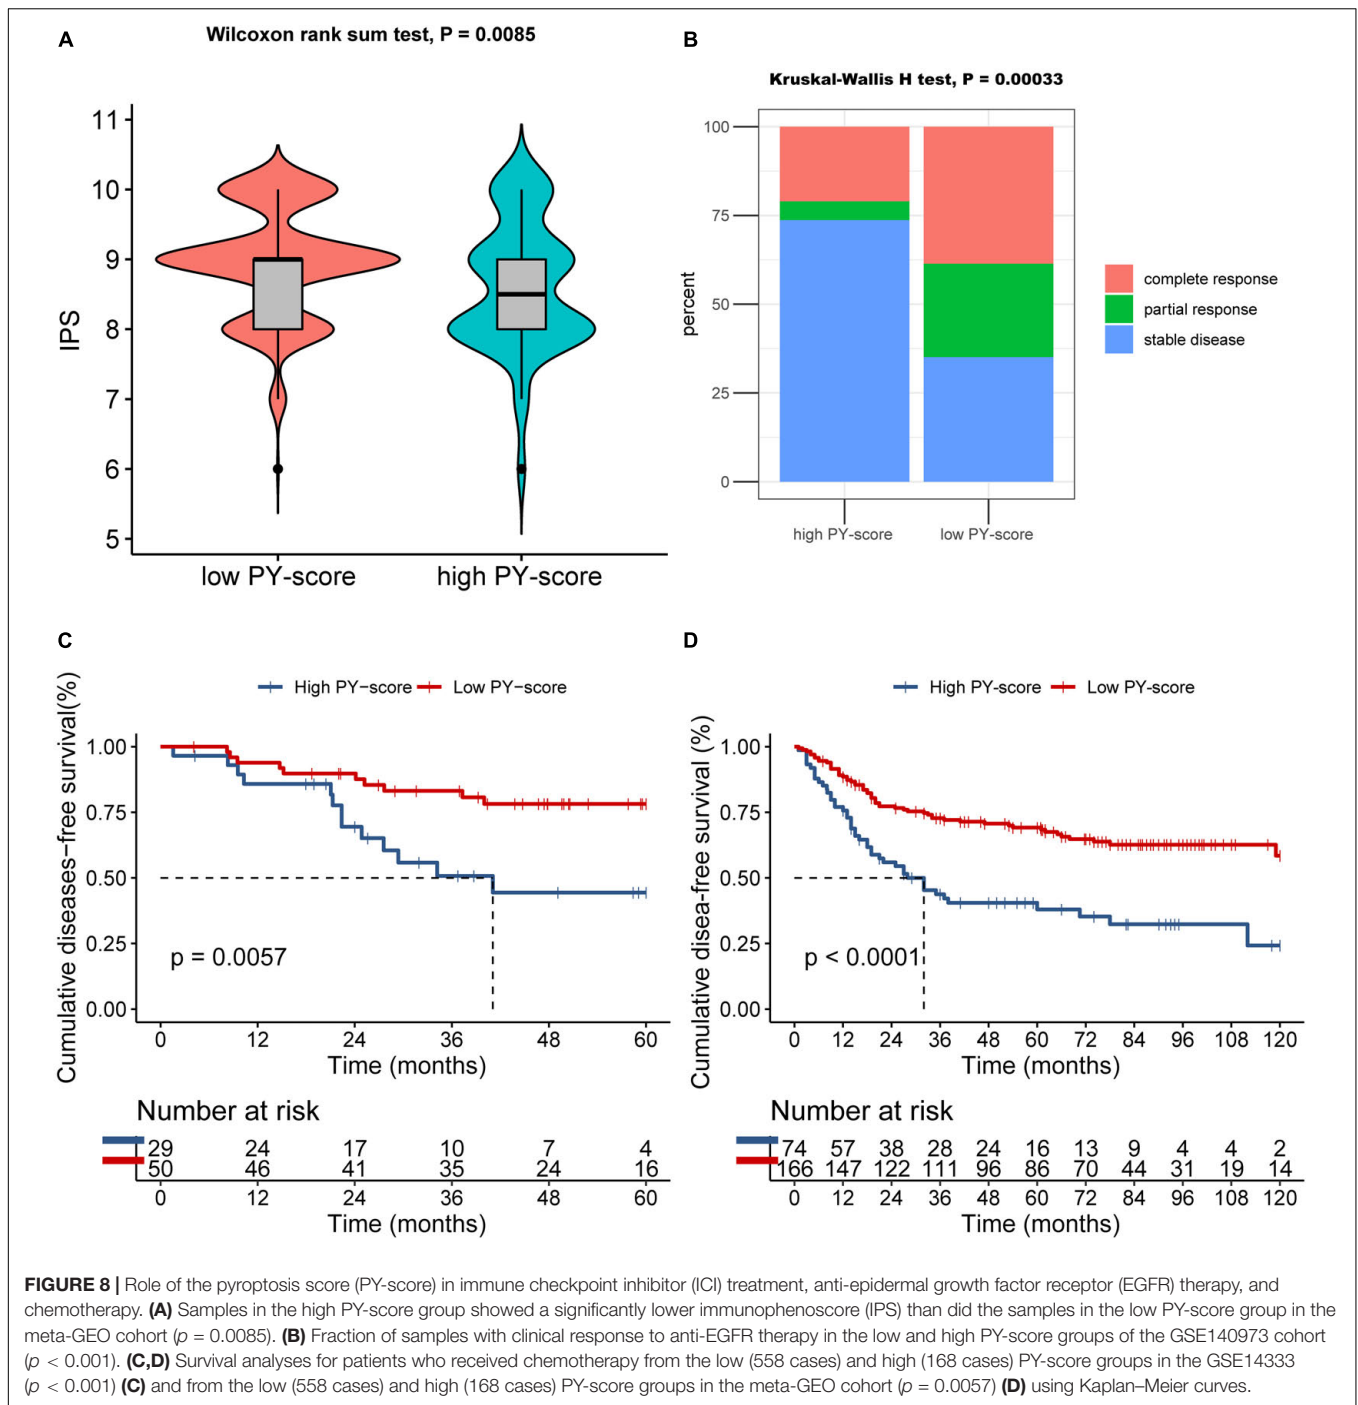 A
Wilcoxon rank sum test, P = 0.0085
11
10
9
8
7
6
5
IPS
low PY-score
high PY-score
B
Kruskal-Wallis H test, P = 0.00033
100
75
50
25
0
percent
high PY-score
low PY-score
complete response
partial response
stable disease
C
High PY-score Low PY-score
Cumulative diseases-free survival(%)
1.00
0.75
0.50
0.25
0.00
p = 0.0057
0 12 24 36 48 60
Time (months)
Number at risk
29 24 17 10 7 4
50 46 41 35 24 16
0 12 24 36 48 60
Time (months)
D
High PY-score Low PY-score
Cumulative disea-free survival (%)
1.00
0.75
0.50
0.25
0.00
p < 0.0001
0 12 24 36 48 60 72 84 96 108 120
Time (months)
Number at risk
74 57 38 28 24 16 13 9 4 4 2
166 147 122 111 96 86 70 44 31 19 14
0 12 24 36 48 60 72 84 96 108 120
Time (months)
FIGURE 8 | Role of the pyroptosis score (PY-score) in immune checkpoint inhibitor (ICI) treatment, anti-epidermal growth factor receptor (EGFR) therapy, and
chemotherapy. (A) Samples in the high PY-score group showed a significantly lower immunophenoscore (IPS) than did the samples in the low PY-score group in the
meta-GEO cohort (p = 0.0085). (B) Fraction of samples with clinical response to anti-EGFR therapy in the low and high PY-score groups of the GSE140973 cohort
(p < 0.001). (C,D) Survival analyses for patients who received chemotherapy from the low (558 cases) and high (168 cases) PY-score groups in the GSE14333
(p < 0.001) (C) and from the low (558 cases) and high (168 cases) PY-score groups in the meta-GEO cohort (p = 0.0057) (D) using Kaplan–Meier curves.